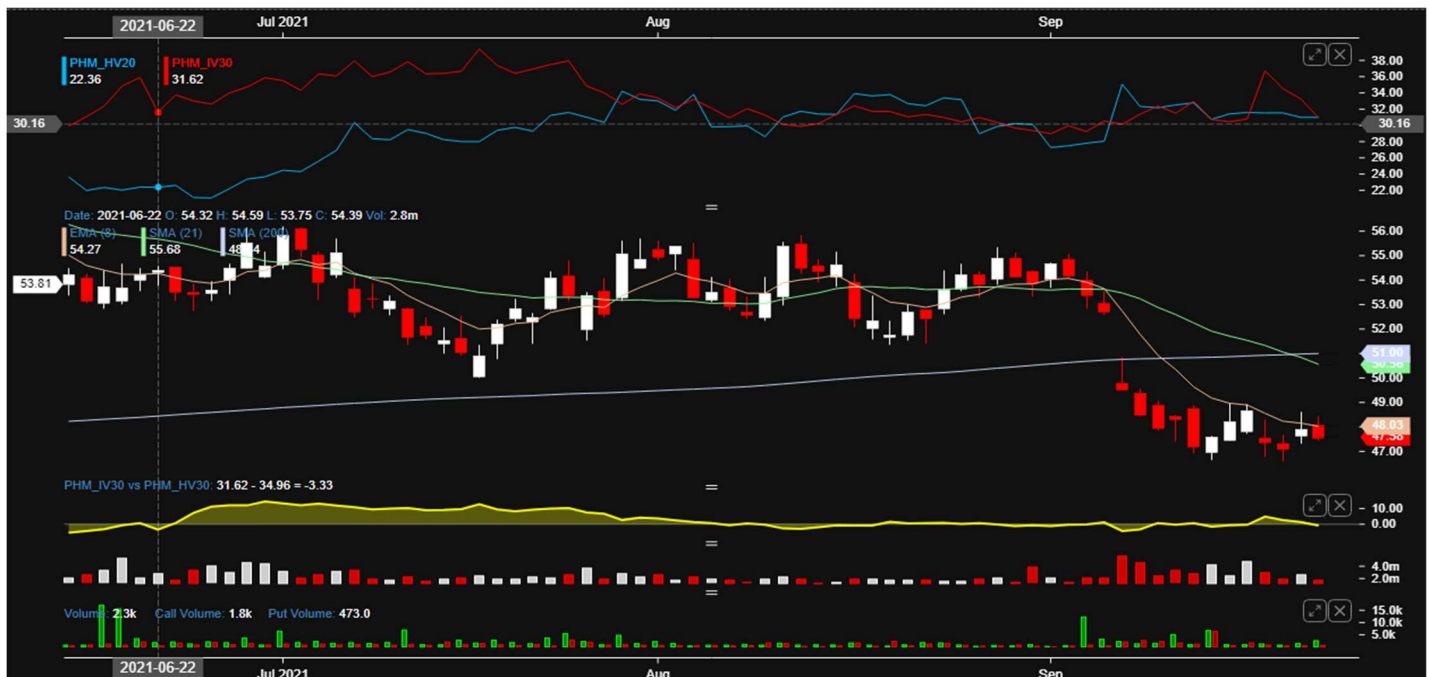 2021-06-22 Jul 2021 Aug Sep
PHM_HV20 PHM_IV30
22.36 31.62
38.00
36.00
34.00
32.00
30.16 30.16
28.00
26.00
24.00
22.00
Date: 2021-06-22 O: 54.32 H: 54.59 L: 53.75 C: 54.39 Vol: 2.8m
EMA (8) SMA (21) SMA (200)
54.27 55.68
56.00
55.00
54.00
53.81
53.00
52.00
51.00
50.00
49.00
48.03
47.58
47.00
PHM_IV30 vs PHM_HV30: 31.62 - 34.96 = -3.33
10.00
0.00
4.0m
2.0m
Volume: 2.3k Call Volume: 1.8k Put Volume: 473.0
15.0k
10.0k
5.0k
2021-06-22 Jul 2021 Aug Sep